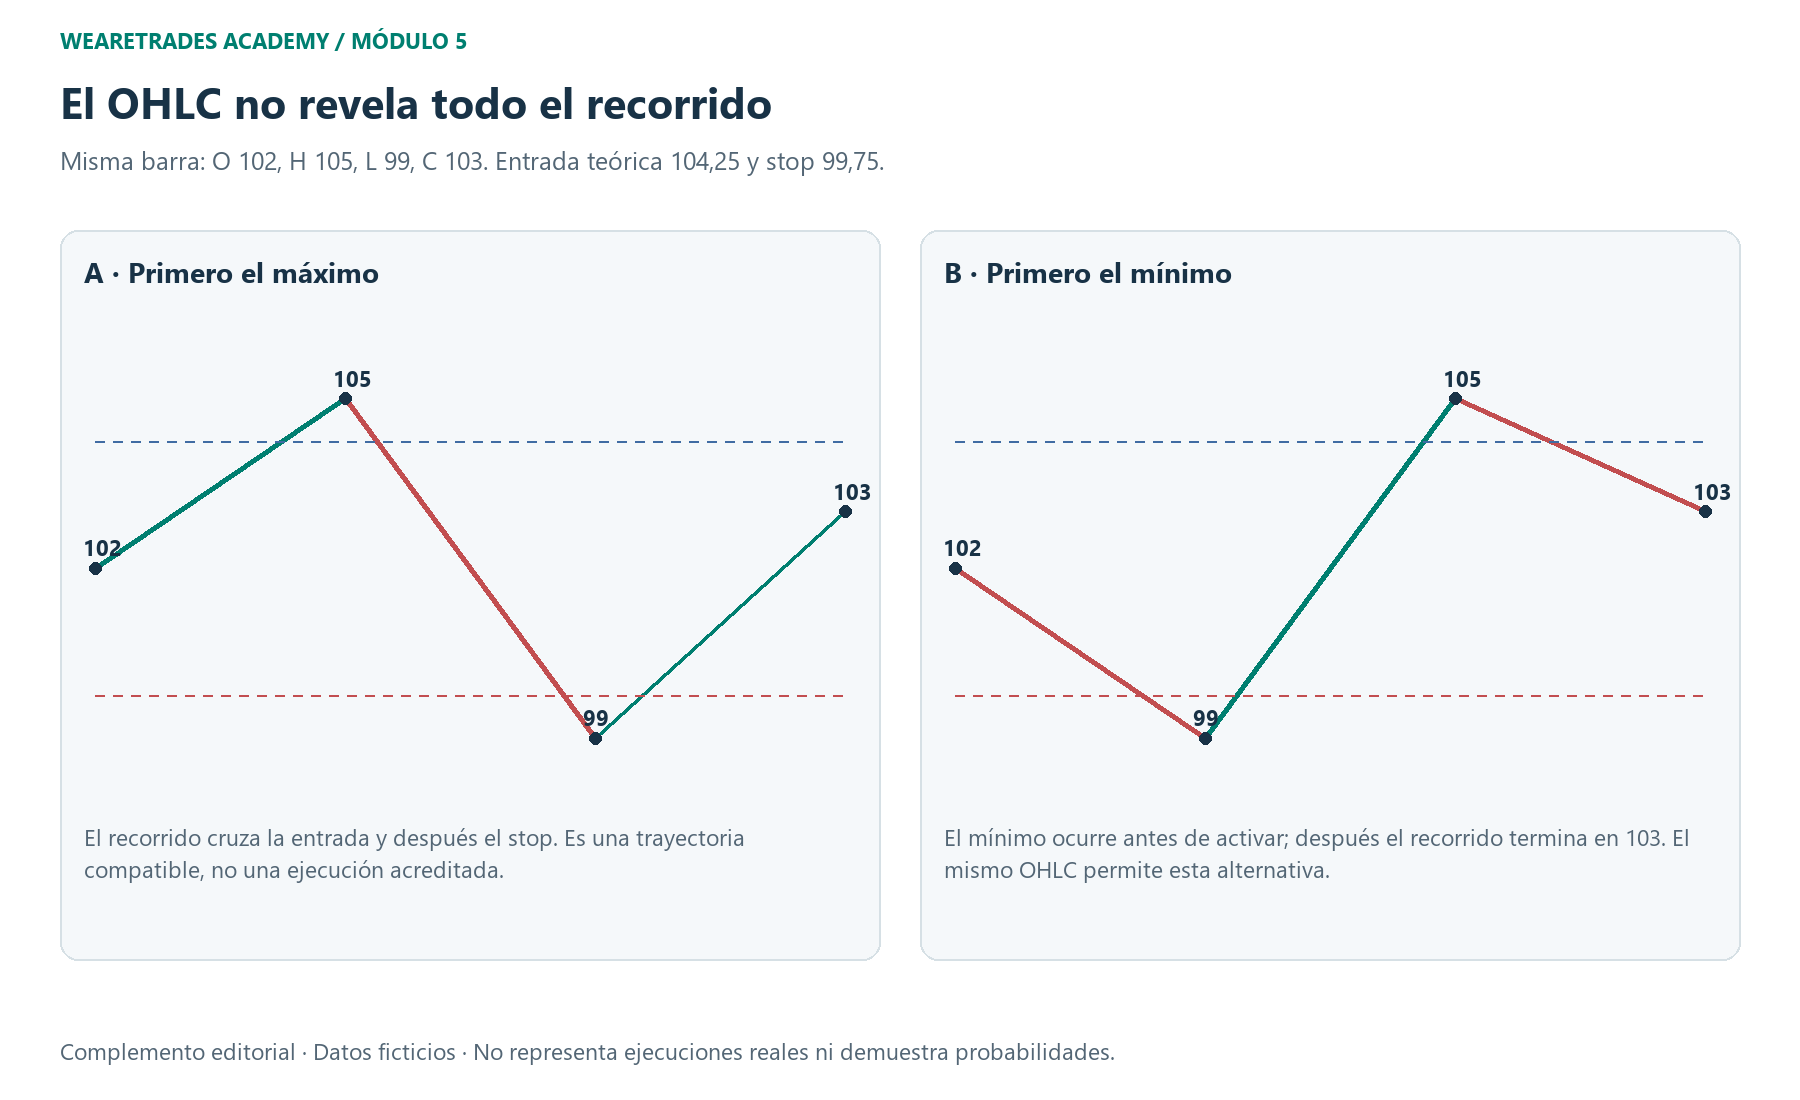 WEARETRADES ACADEMY / MÓDULO 5
El OHLC no revela todo el recorrido
Misma barra: O 102, H 105, L 99, C 103. Entrada teórica 104,25 y stop 99,75.
A · Primero el máximo
105
103
102
99
El recorrido cruza la entrada y después el stop. Es una trayectoria
compatible, no una ejecución acreditada.
B · Primero el mínimo
105
103
102
99
El mínimo ocurre antes de activar; después el recorrido termina en 103. El
mismo OHLC permite esta alternativa.
Complemento editorial · Datos ficticios · No representa ejecuciones reales ni demuestra probabilidades.